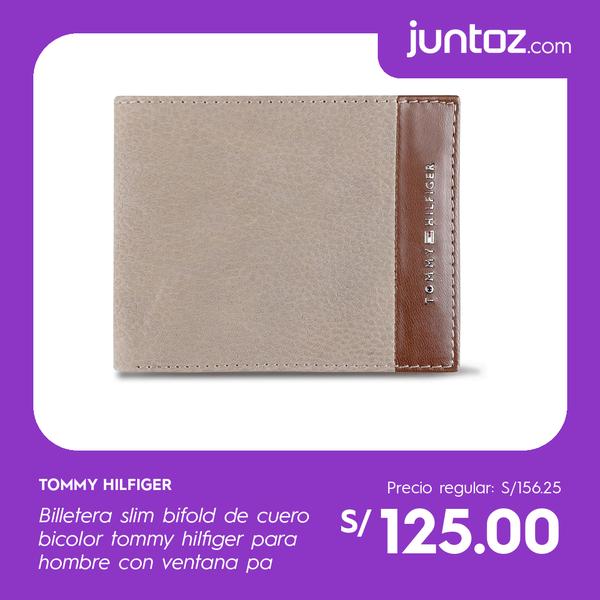 juntoz.com
TOMMY HILFIGER
TOMMY HILFIGER
Billetera slim bifold de cuero
bicolor tommy hilfiger para
hombre con ventana pa
Precio regular: S/156.25
S/125.00